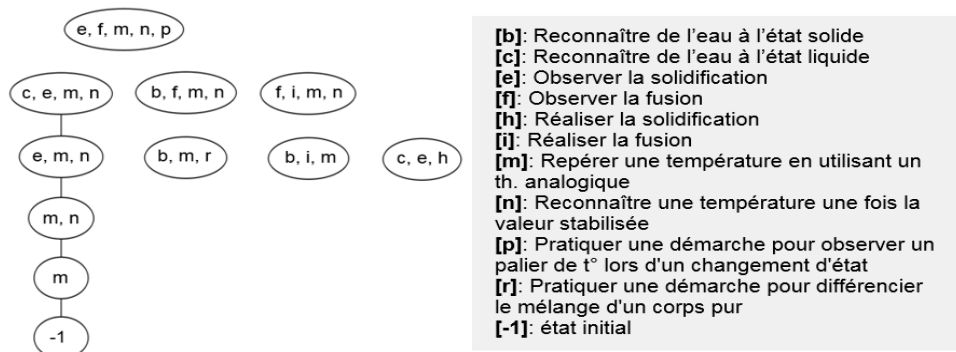 e, f, m, n, p
c, e, m, n
b, f, m, n
f, i, m, n
e, m, n
b, m, r
b, i, m
c, e, h
m, n
m
-1
[b]: Reconnaître de l'eau à l'état solide
[c]: Reconnaître de l'eau à l'état liquide
[e]: Observer la solidification
[f]: Observer la fusion
[h]: Réaliser la solidification
[i]: Réaliser la fusion
[m]: Repérer une température en utilisant un
th. analogique
[n]: Reconnaître une température une fois la
valeur stabilisée
[p]: Pratiquer une démarche pour observer un
palier de t° lors d'un changement d'état
[r]: Pratiquer une démarche pour différencier
le mélange d'un corps pur
[-1]: état initial